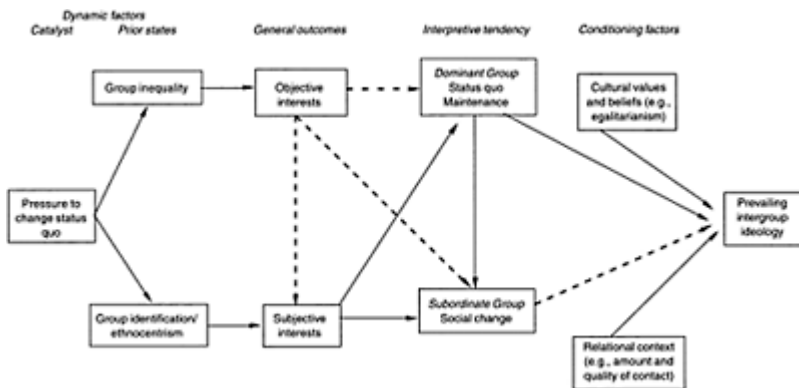 Dynamic factors
Catalyst Prior states General outcomes Interpretive tendency Conditioning factors
Group inequality
Objective
interests
Dominant Group
Status quo
Maintenance
Cultural values
and beliefs (e.g.,
egalitarianism)
Pressure to
change status
quo
Prevailing
intergroup
ideology
Group identification/
ethnocentrism
Subjective
interests
Subordinate Group
Social change
Relational context
(e.g., amount and
quality of contact)